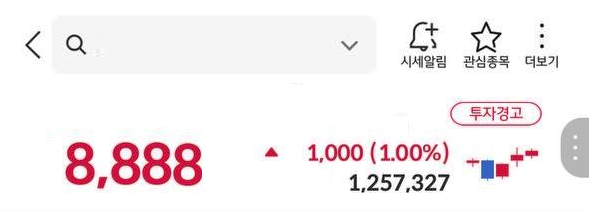 시세알림 관심종목 더보기
투자경고
8,888 ▲ 1,000 (1.00%)
1,257,327